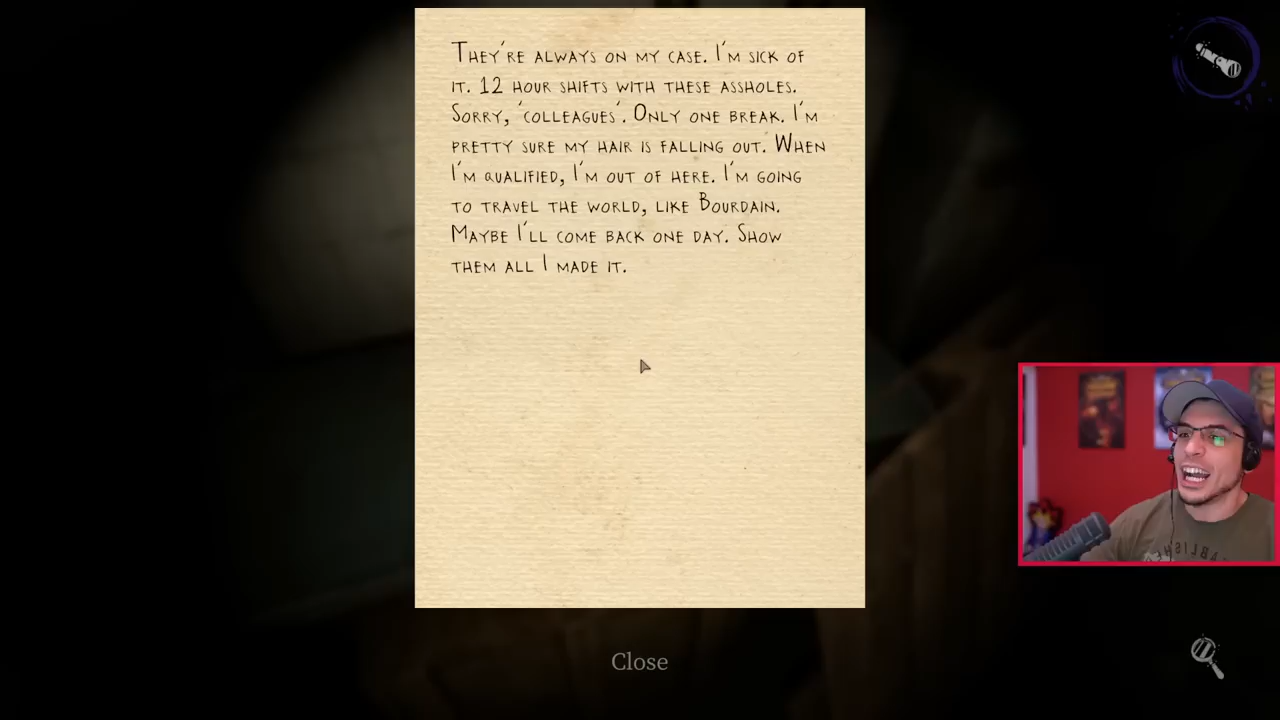 They're always on my case. I'm sick of
it. 12 hour shifts with these assholes.
Sorry, 'colleagues'. Only one break. I'm
pretty sure my hair is falling out. When
I'm qualified, I'm out of here. I'm going
to travel the world, like Bourdain.
Maybe I'll come back one day. Show
them all I made it.
Close